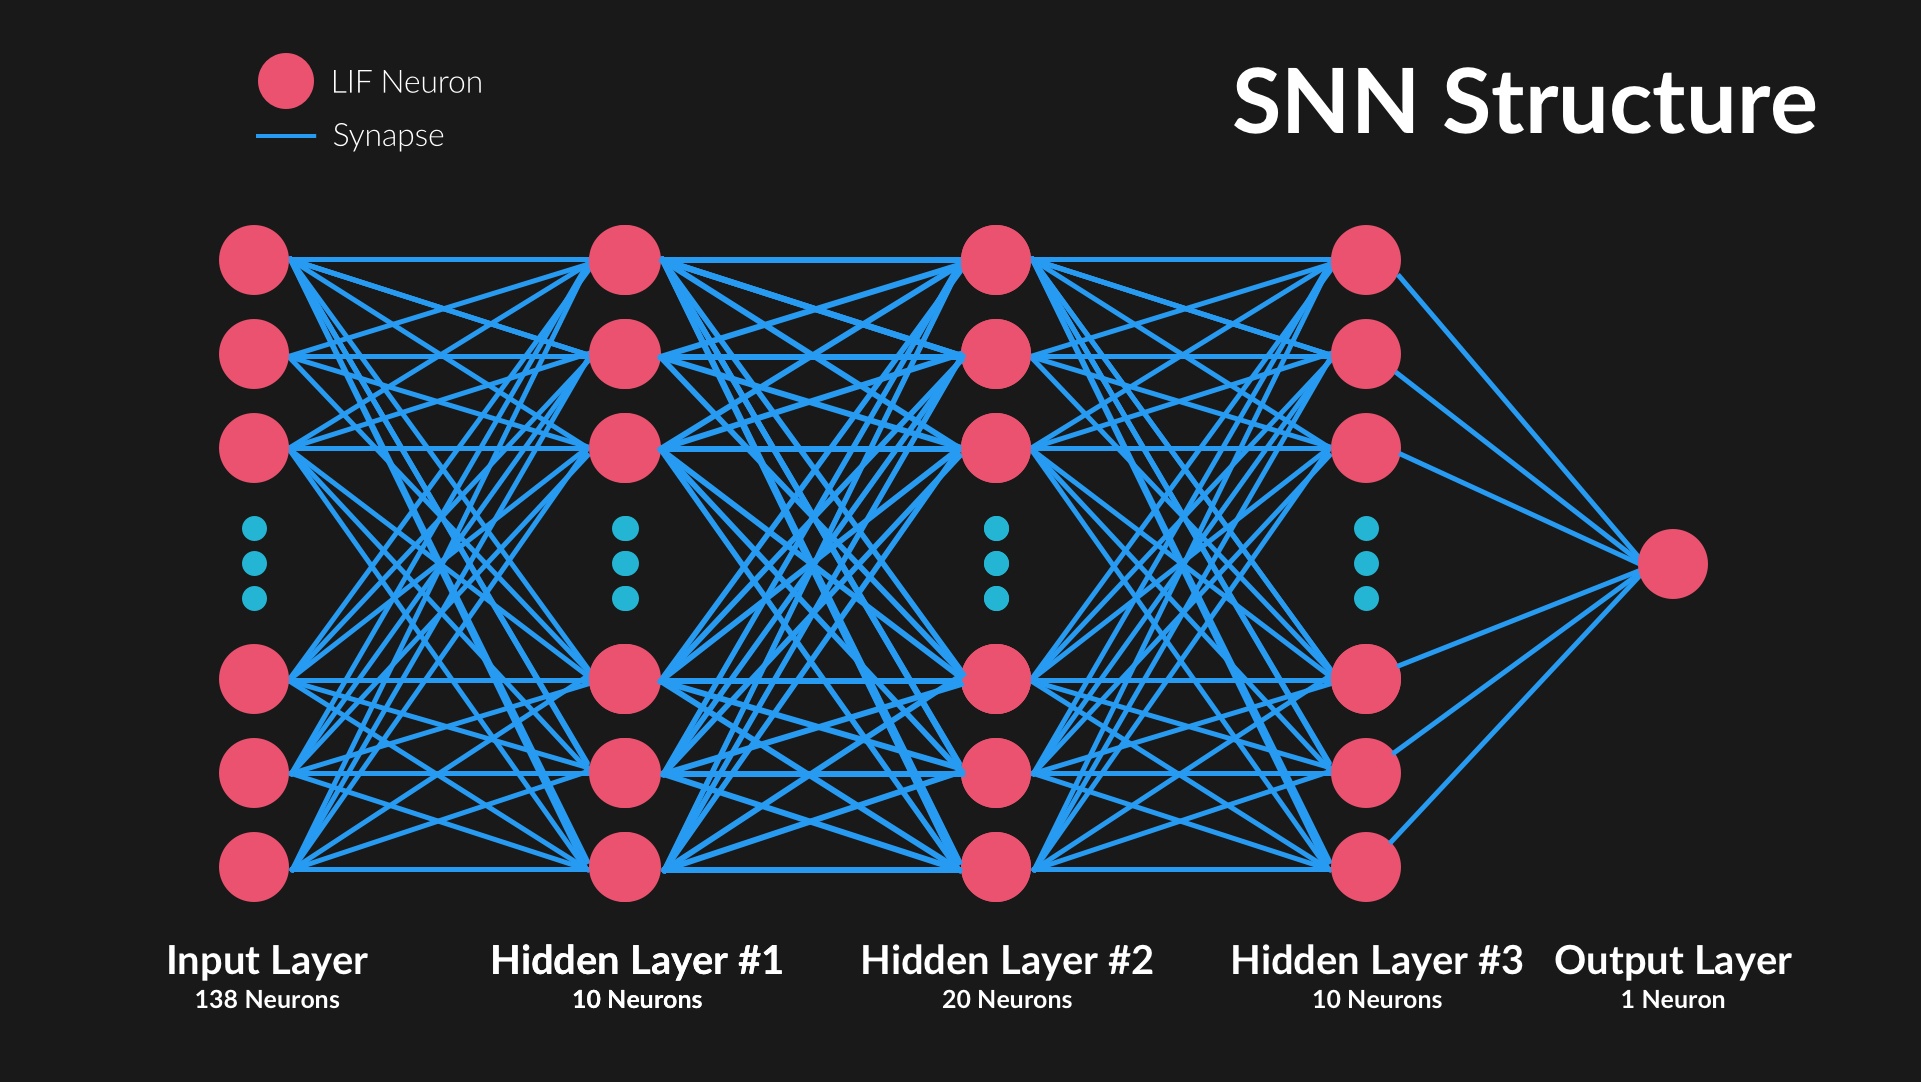 LIF Neuron
Synapse
SNN Structure
Input Layer
138 Neurons
Hidden Layer #1
10 Neurons
Hidden Layer #2
20 Neurons
Hidden Layer #3
10 Neurons
Output Layer
1 Neuron